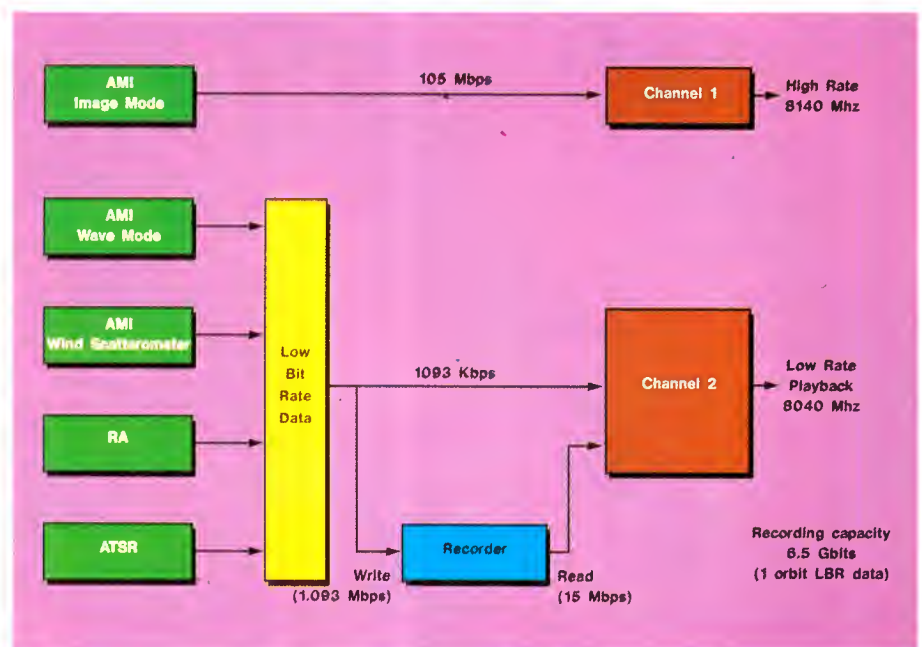 AMI
Image Mode
105 Mbps
Channel 1
High Rate
8140 Mhz
AMI
Wave Mode
AMI
Wind Scattarometer
RA
ATSR
Low
Bit
Rate
Data
1093 Kbps
Channel 2
Low Rate
Playback
8040 Mhz
Recorder
Write
(1.093 Mbps)
Read
(15 Mbps)
Recording capacity
6.5 Gbits
(1 orbit LBR data)